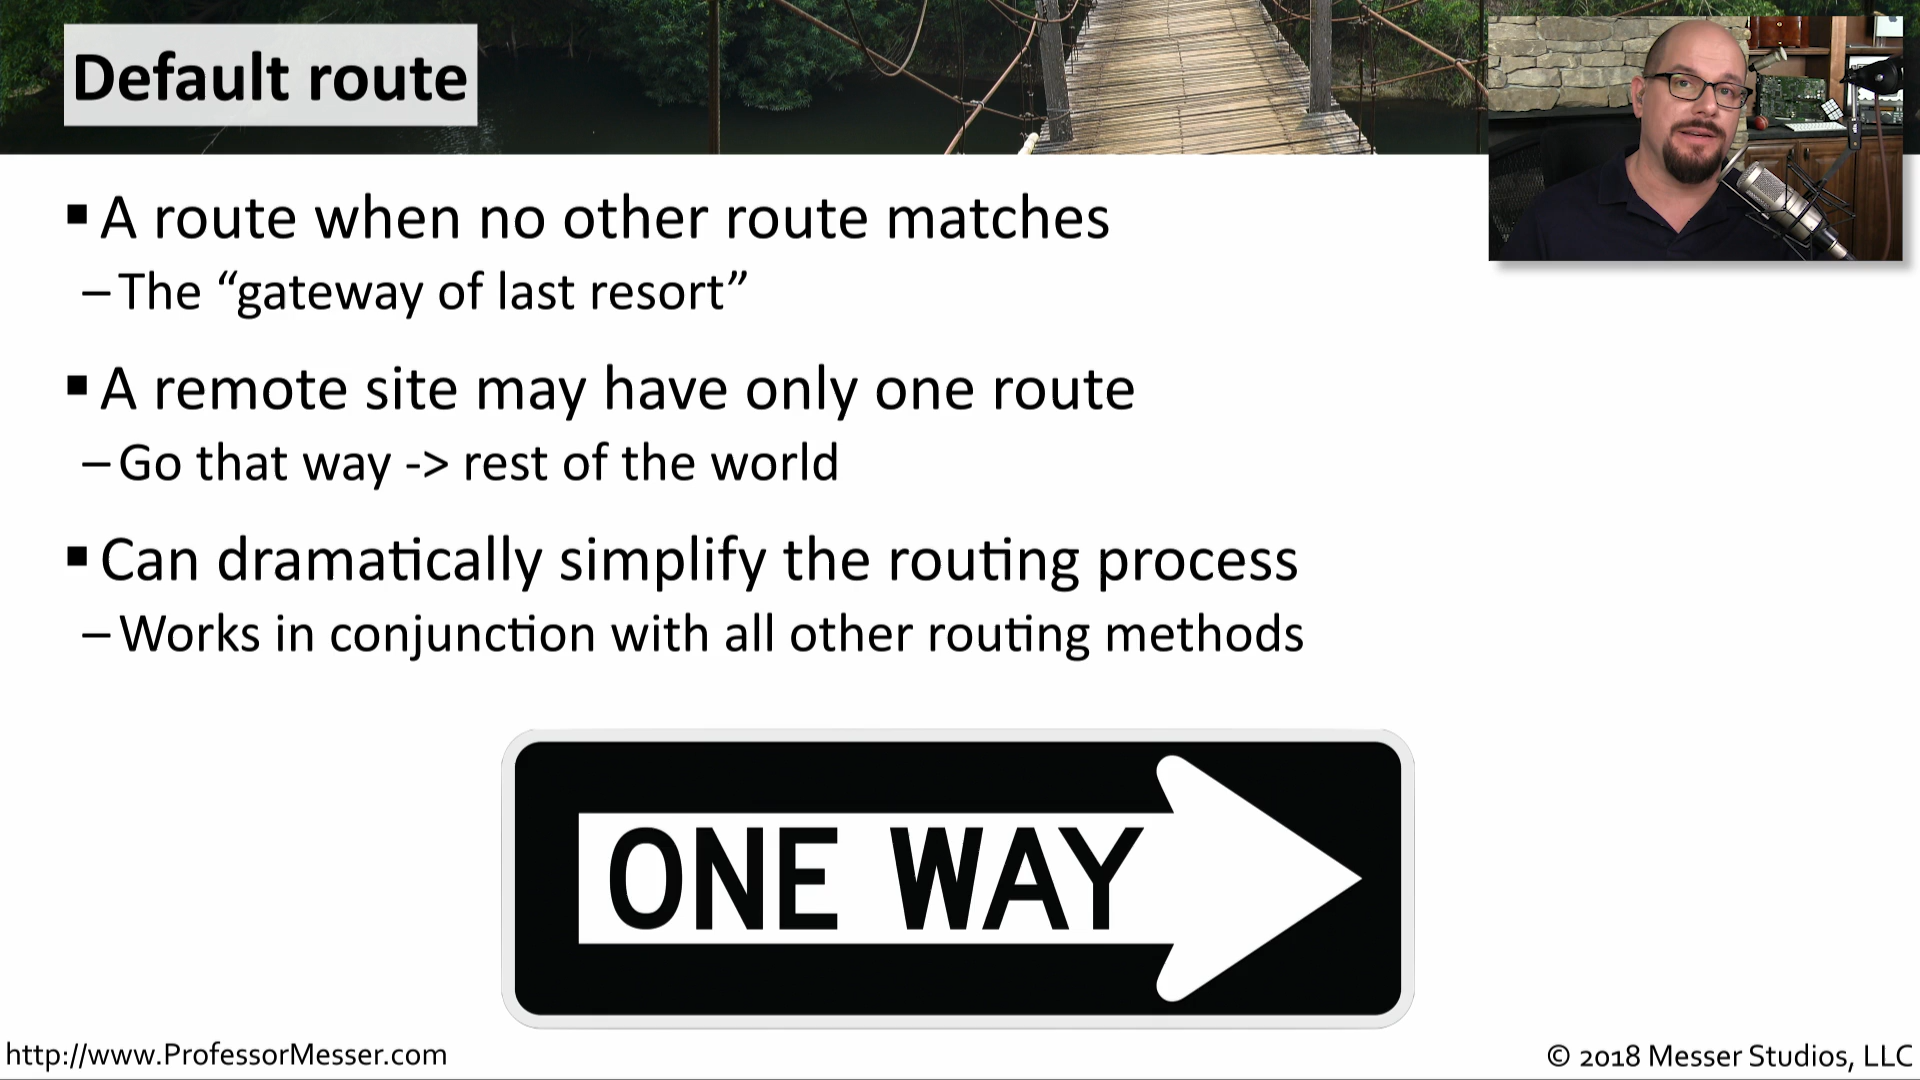 Default route
▪ A route when no other route matches
– The “gateway of last resort”
▪ A remote site may have only one route
– Go that way -> rest of the world
▪ Can dramatically simplify the routing process
– Works in conjunction with all other routing methods
ONE WAY
http://www.ProfessorMesser.com
© 2018 Messer Studios, LLC